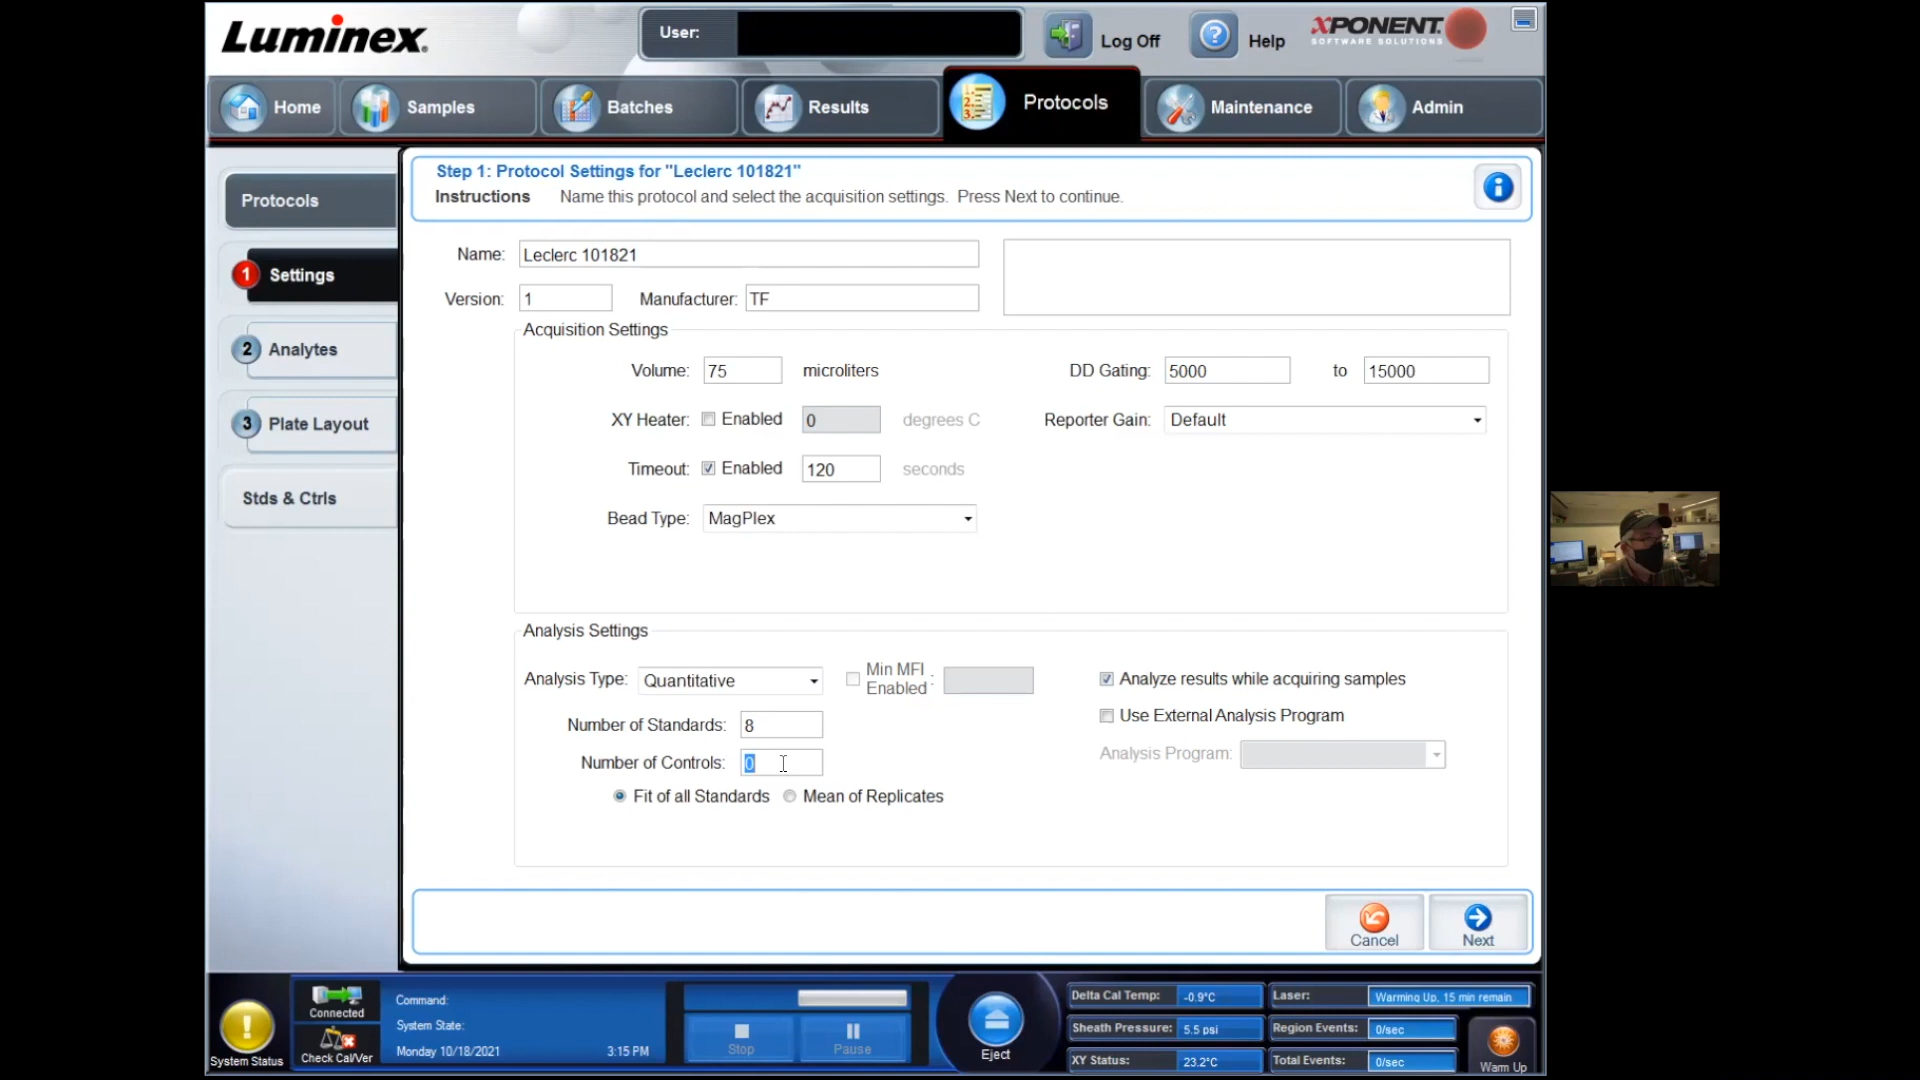 Luminex
User:
Log Off
Help
XPONENT
SOFTWARE SOLUTIONS
Home
Samples
Batches
Results
Protocols
Maintenance
Admin
Protocols
1 Settings
2 Analytes
3 Plate Layout
Stds & Ctrls
Step 1: Protocol Settings for "Leclerc 101821"
Instructions Name this protocol and select the acquisition settings. Press Next to continue.
Name: Leclerc 101821
Version: 1 Manufacturer: TF
Acquisition Settings
Volume: 75 microliters DD Gating: 5000 to 15000
XY Heater: Enabled 0 degrees C Reporter Gain: Default
Timeout: Enabled 120 seconds
Bead Type: MagPlex
Analysis Settings
Analysis Type: Quantitative Min MFI Enabled : Analyze results while acquiring samples
Number of Standards: 8 Use External Analysis Program
Number of Controls: 0 Analysis Program:
Fit of all Standards Mean of Replicates
Cancel
Next
System Status
Connected
Check Cal/Ver
Command:
System State:
Monday 10/18/2021 3:15 PM
Stop
Pause
Eject
Delta Cal Temp: -0.9°C Laser: Warming Up, 15 min remain
Sheath Pressure: 5.5 psi Region Events: 0/sec
XY Status: 23.2°C Total Events: 0/sec
Warm Up